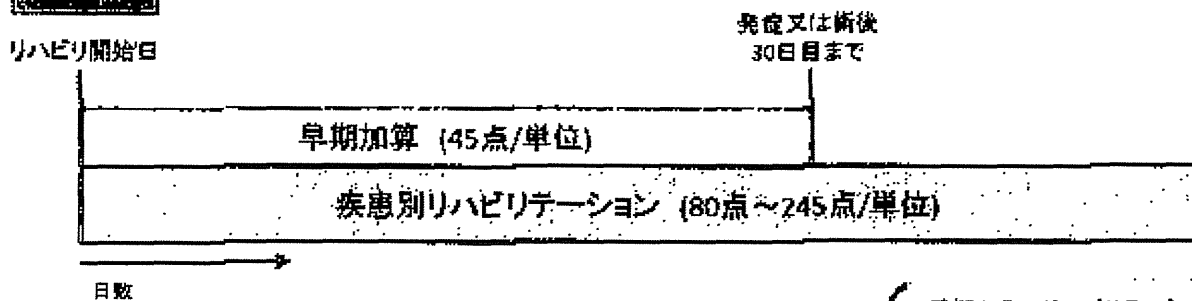 発症又は術後
リハビリ開始日
30日目まで
早期加算 (45点/単位)
疾患別リハビリテーション (80点~245点/単位)
日数